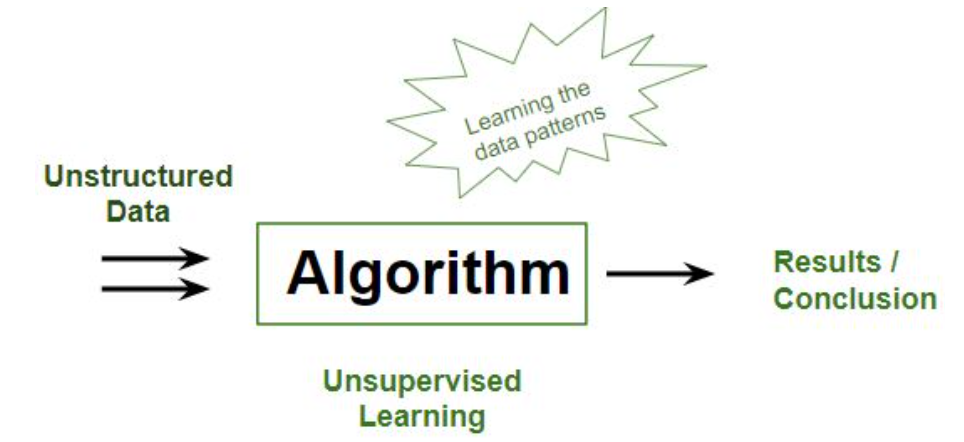 Learning the
data patterns
Unstructured
Data
Algorithm
Results /
Conclusion
Unsupervised
Learning